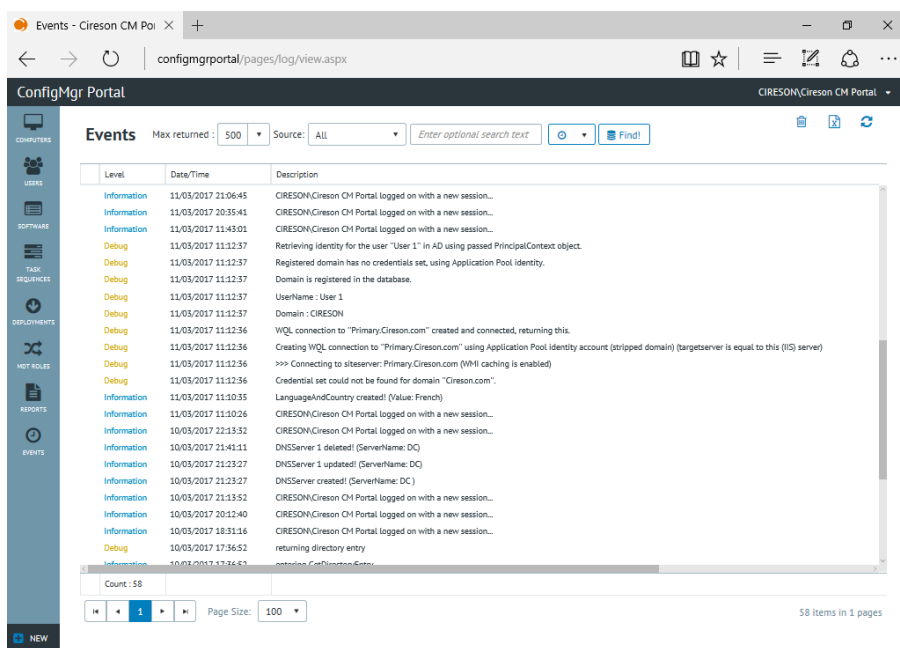 Events - Cireson CM Por
configmgrportal/pages/log/view.aspx
ConfigMgr Portal
CIRESON\Cireson CM Portal
COMPUTERS
USERS
SOFTWARE
TASK
SEQUENCES
DEPLOYMENTS
MDT ROLES
REPORTS
EVENTS
NEW
Events Max returned : 500 Source: All Enter optional search text Find!
Level Date/Time Description
Information 11/03/2017 21:06:45 CIRESON\Cireson CM Portal logged on with a new session...
Information 11/03/2017 20:35:41 CIRESON\Cireson CM Portal logged on with a new session...
Information 11/03/2017 11:43:01 CIRESON\Cireson CM Portal logged on with a new session...
Debug 11/03/2017 11:12:37 Retrieving identity for the user "User 1" in AD using passed PrincipalContext object.
Debug 11/03/2017 11:12:37 Registered domain has no credentials set, using Application Pool identity.
Debug 11/03/2017 11:12:37 Domain is registered in the database.
Debug 11/03/2017 11:12:37 UserName : User 1
Debug 11/03/2017 11:12:37 Domain : CIRESON
Debug 11/03/2017 11:12:36 WQL connection to "Primary.Cireson.com" created and connected, returning this.
Debug 11/03/2017 11:12:36 Creating WQL connection to "Primary.Cireson.com" using Application Pool identity account (stripped domain) (targetserver is equal to this (IIS) server)
Debug 11/03/2017 11:12:36 >>> Connecting to siteserver: Primary.Cireson.com (WMI caching is enabled)
Debug 11/03/2017 11:12:36 Credential set could not be found for domain "Cireson.com".
Information 11/03/2017 11:10:35 LanguageAndCountry created! (Value: French)
Information 11/03/2017 11:10:26 CIRESON\Cireson CM Portal logged on with a new session...
Information 10/03/2017 22:13:32 CIRESON\Cireson CM Portal logged on with a new session...
Information 10/03/2017 21:41:11 DNSServer 1 deleted! (ServerName: DC)
Information 10/03/2017 21:23:27 DNSServer 1 updated! (ServerName: DC)
Information 10/03/2017 21:23:27 DNSServer created! (ServerName: DC )
Information 10/03/2017 21:13:52 CIRESON\Cireson CM Portal logged on with a new session...
Information 10/03/2017 20:12:40 CIRESON\Cireson CM Portal logged on with a new session...
Information 10/03/2017 18:31:16 CIRESON\Cireson CM Portal logged on with a new session...
Debug 10/03/2017 17:36:52 returning directory entry
Information 10/03/2017 17:36:52 entering GetDirectoryEntry
Count : 58
1 Page Size: 100 58 items in 1 pages